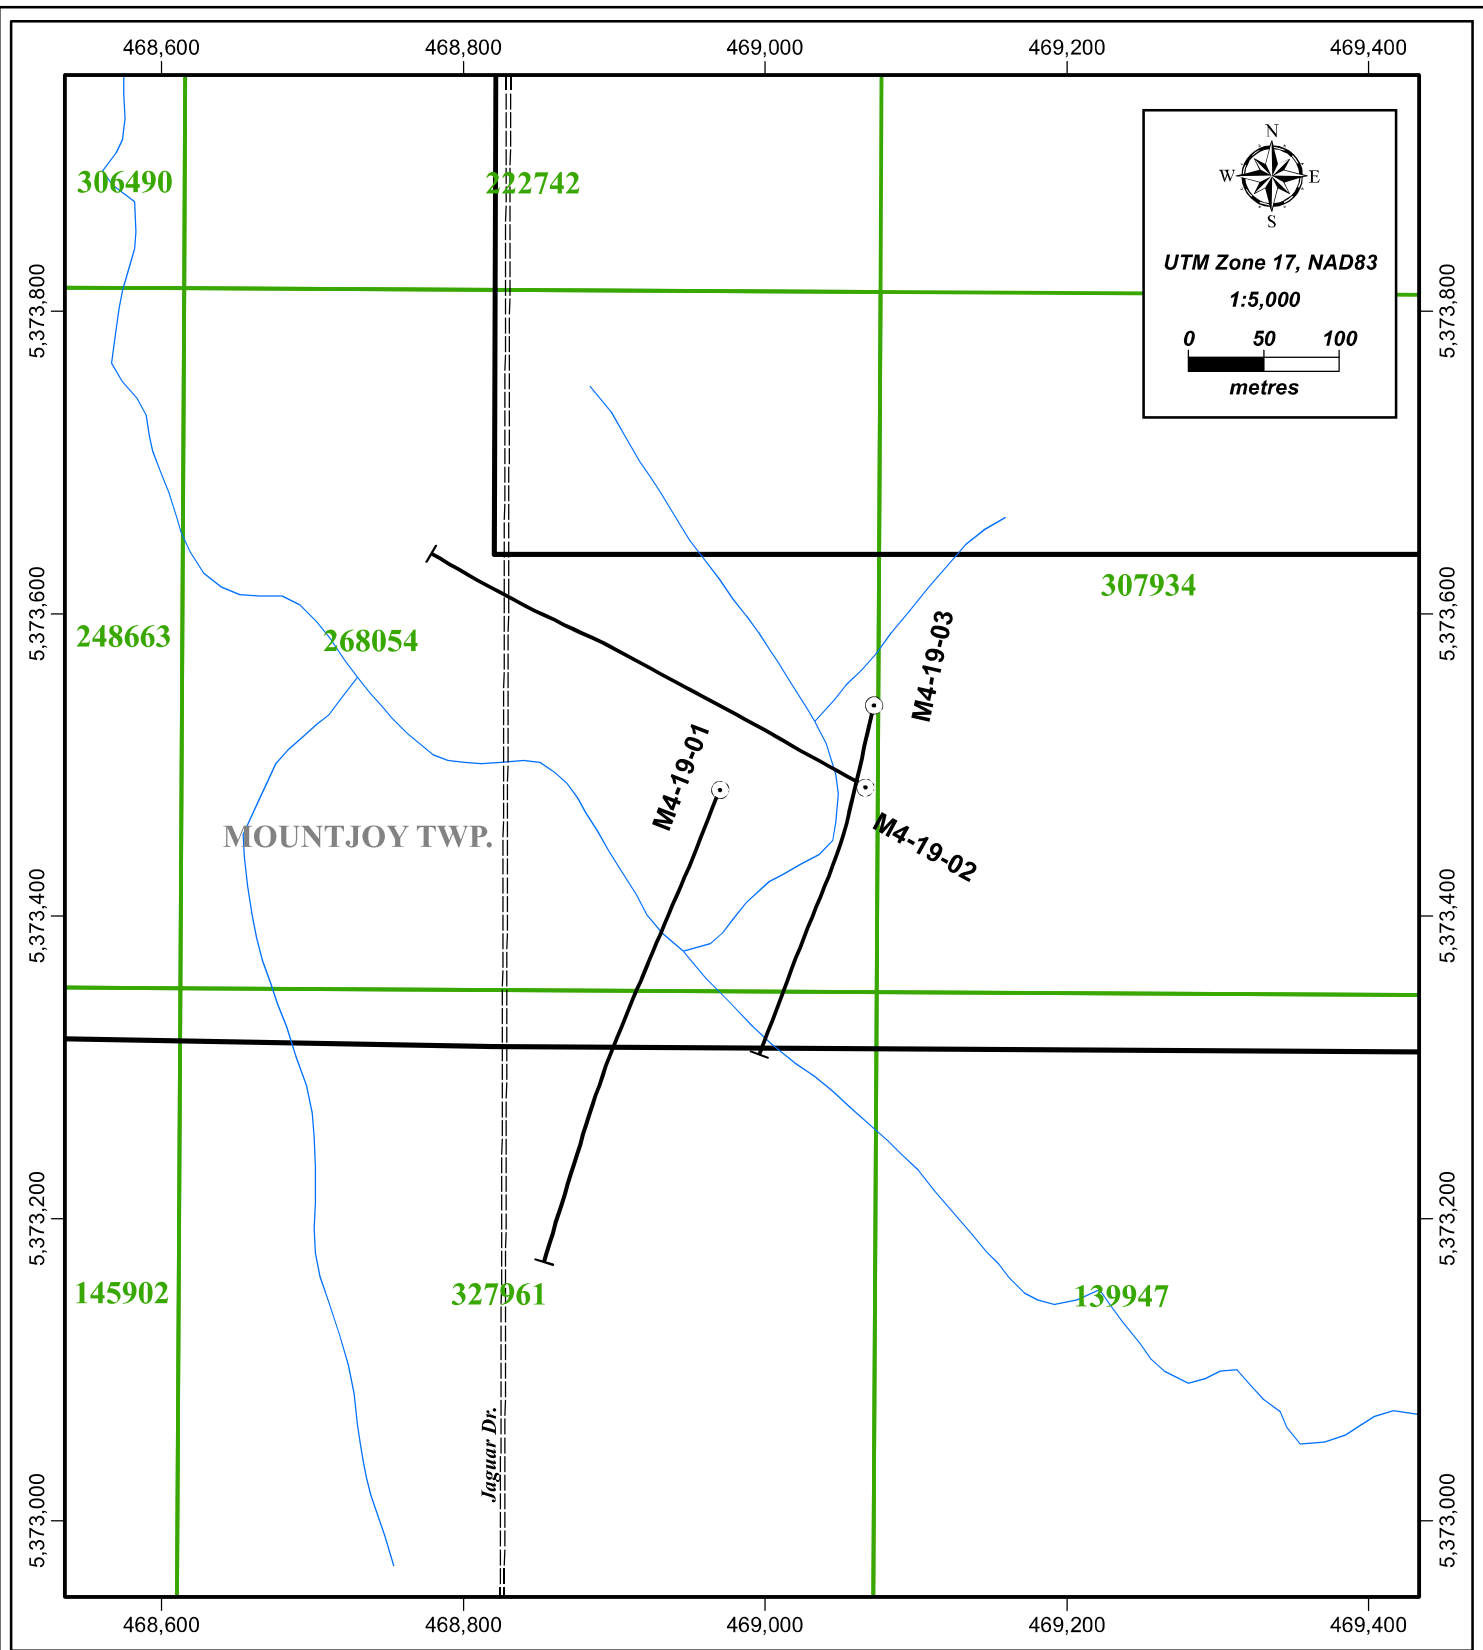 468,600 468,800 469,000 469,200 469,400
N
W E
S
UTM Zone 17, NAD83
1:5,000
0 50 100
metres
306490 222742
5,373,800 5,373,800
307934
5,373,600 5,373,600
248663 268054
M4-19-03
M4-19-01
MOUNTJOY TWP.
M4-19-02
5,373,400 5,373,400
5,373,200 5,373,200
145902 327961 139947
Jaguar Dr.
5,373,000 5,373,000
468,600 468,800 469,000 469,200 469,400